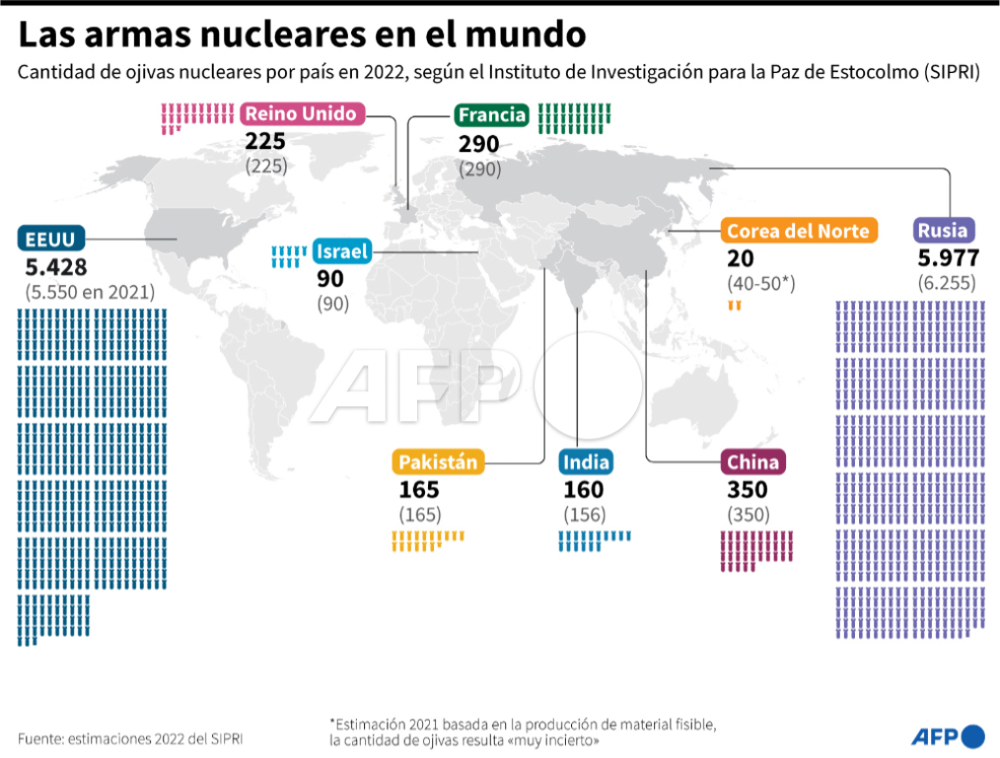 Las armas nucleares en el mundo
Cantidad de ojivas nucleares por país en 2022, según el Instituto de Investigación para la Paz de Estocolmo (SIPRI)
Reino Unido
225
(225)
Francia
290
(290)
EEUU
5.428
(5.550 en 2021)
Israel
90
(90)
Corea del Norte
20
(40-50*)
Rusia
5.977
(6.255)
AFP
Pakistán
165
(165)
India
160
(156)
China
350
(350)
Fuente: estimaciones 2022 del SIPRI
*Estimación 2021 basada en la producción de material fisible,
la cantidad de ojivas resulta «muy incierto»
AFP